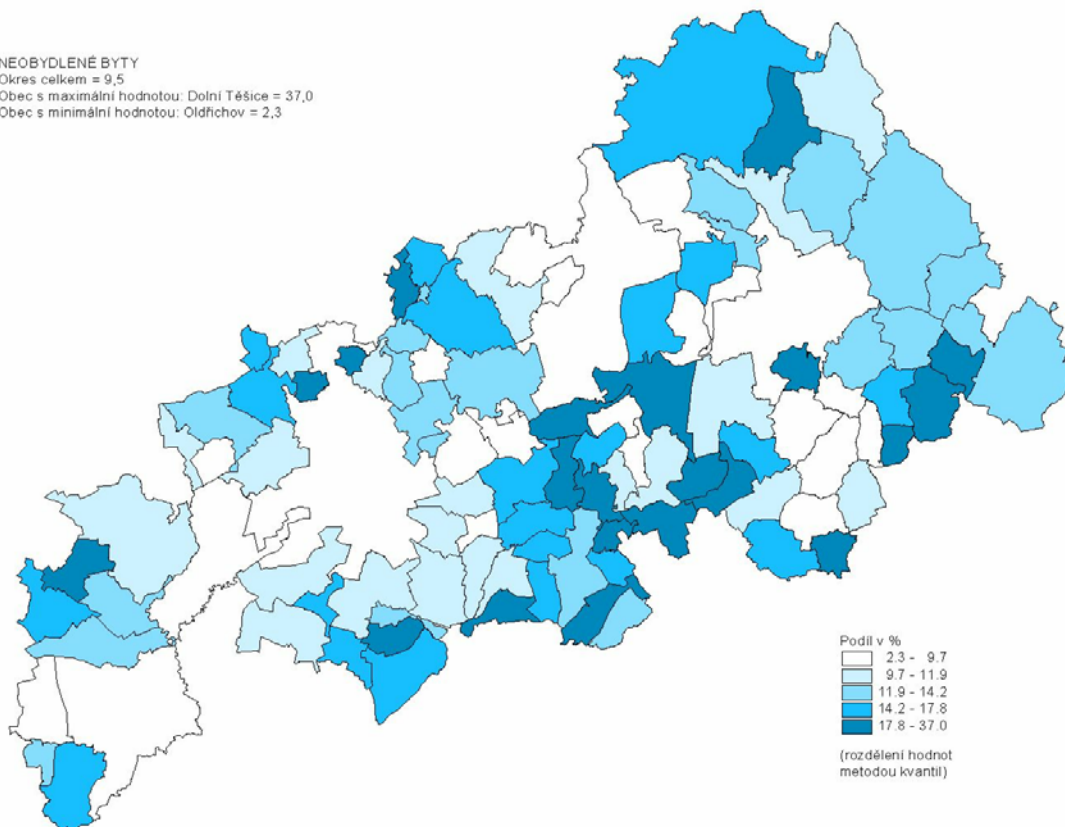 NEOBYDLENÉ BYTY
Okres celkem = 9,5
Obec s maximální hodnotou: Dolní Těšice = 37,0
Obec s minimální hodnotou: Oldřichov = 2,3
Podíl v %
2.3 - 9.7
9.7 - 11.9
11.9 - 14.2
14.2 - 17.8
17.8 - 37.0
(rozdělení hodnot
metodou kvantil)